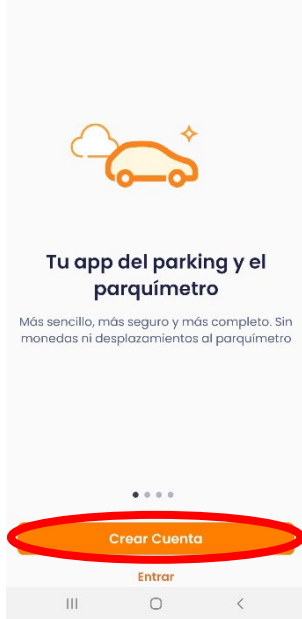 Tu app del parking y el
parquímetro
Más sencillo, más seguro y más completo. Sin
monedas ni desplazamientos al parquímetro
Crear Cuenta
Entrar